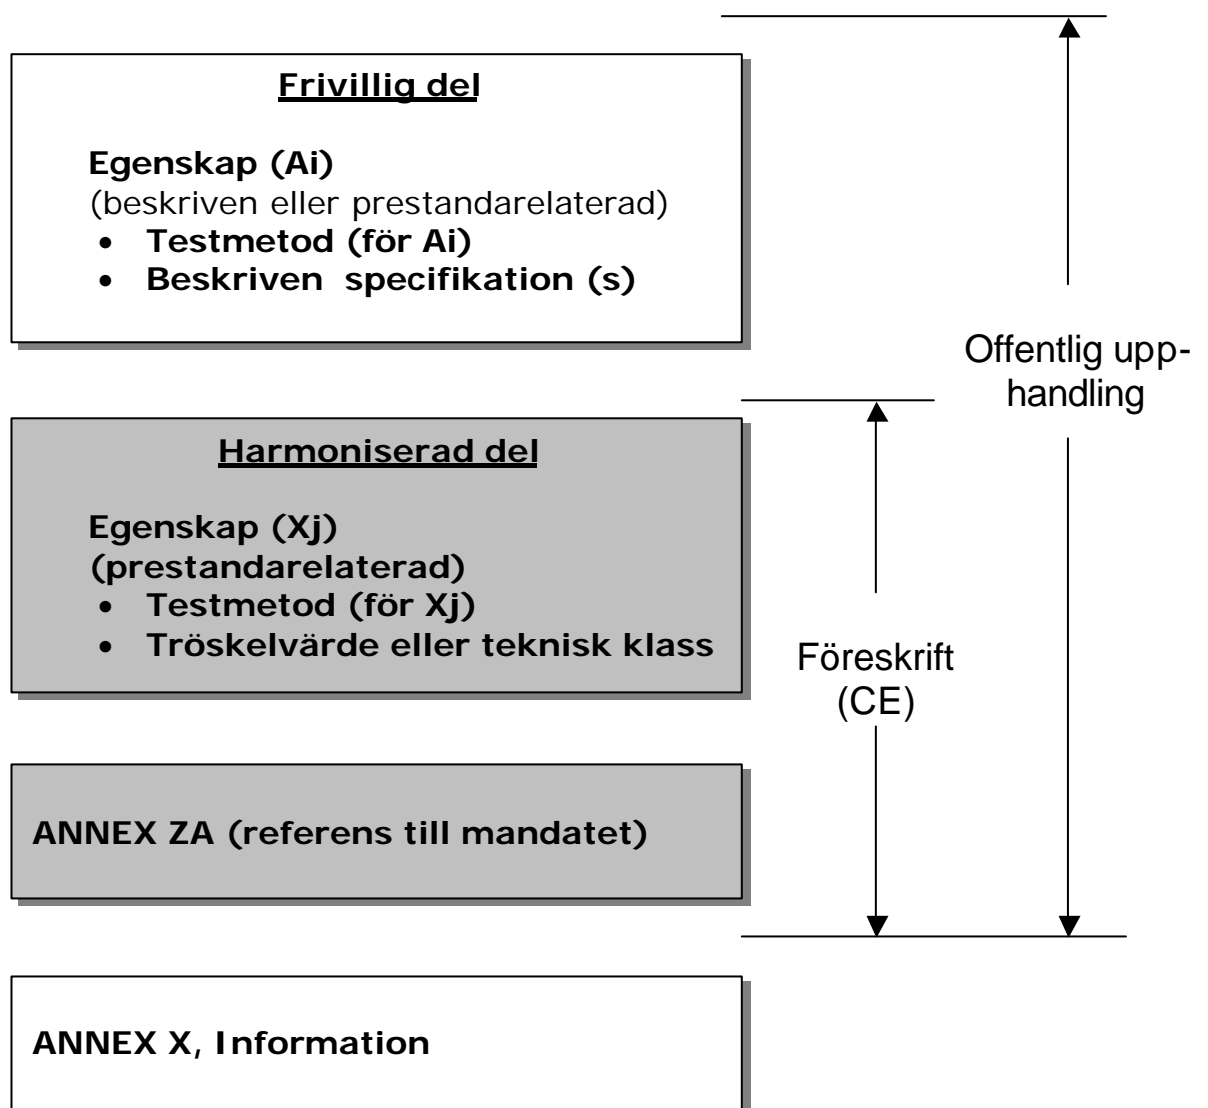 Frivillig del
Egenskap (Ai)
(beskriven eller prestandarelaterad)
• Testmetod (för Ai)
• Beskriven specifikation (s)
Offentlig upp-
handling
Harmoniserad del
Egenskap (Xj)
(prestandarelaterad)
• Testmetod (för Xj)
• Tröskelvärde eller teknisk klass
Föreskrift
(CE)
ANNEX ZA (referens till mandatet)
ANNEX X, Information